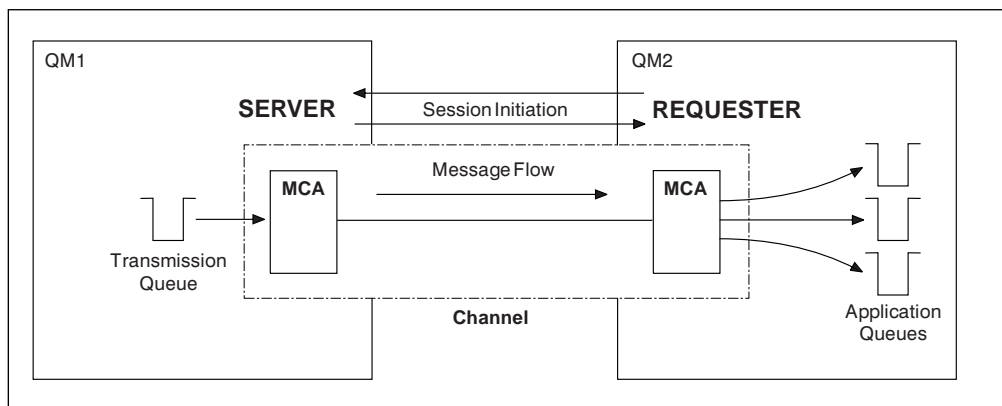 QM1
QM2
SERVER
Session Initiation
REQUESTER
MCA
Message Flow
MCA
Transmission
Queue
Channel
Application
Queues